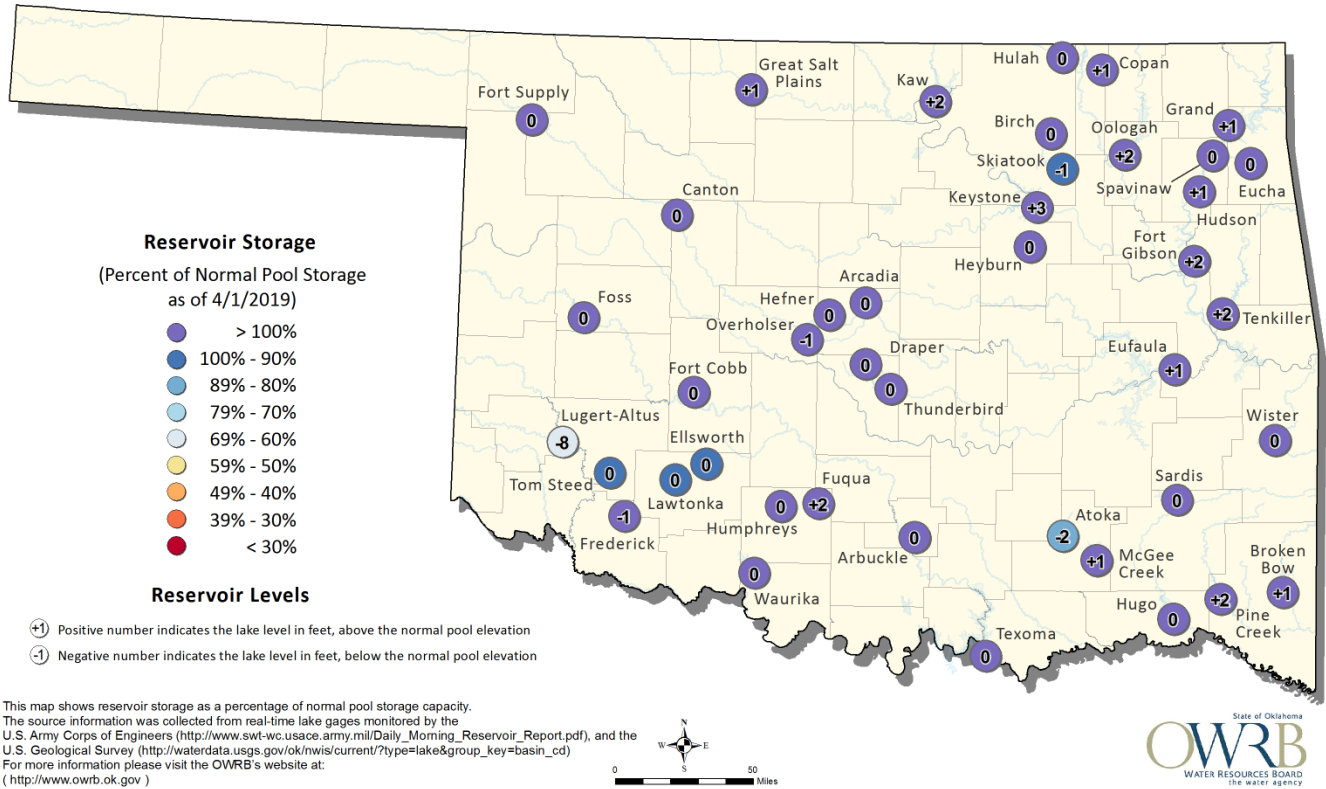 Hulah
0
+1
Copan
Great Salt
Plains
+1
Kaw
+2
Fort Supply
0
Grand
+1
Birch
0
Oologah
+2
Skiatook
-1
0
0
Spavinaw
Eucha
+1
Hudson
Canton
0
Keystone
+3
Fort
Gibson
+2
0
Heyburn
Reservoir Storage
(Percent of Normal Pool Storage
as of 4/1/2019)
> 100%
100% - 90%
89% - 80%
79% - 70%
69% - 60%
59% - 50%
49% - 40%
39% - 30%
< 30%
Arcadia
0
Hefner
0
Foss
0
Overholser
-1
+2
Tenkiller
Draper
0
Eufaula
+1
Fort Cobb
0
0
Thunderbird
Lugert-Altus
-8
Wister
0
Ellsworth
0
Tom Steed
0
0
Lawtonka
Sardis
0
Fuqua
0
+2
Humphreys
-1
Frederick
Atoka
-2
0
Arbuckle
+1
McGee
Creek
Broken
Bow
+1
0
Waurika
Hugo
0
+2
Pine
Creek
Texoma
0
Reservoir Levels
+1 Positive number indicates the lake level in feet, above the normal pool elevation
-1 Negative number indicates the lake level in feet, below the normal pool elevation
This map shows reservoir storage as a percentage of normal pool storage capacity.
The source information was collected from real-time lake gages monitored by the
U.S. Army Corps of Engineers (http://www.swt-wc.usace.army.mil/Daily_Morning_Reservoir_Report.pdf), and the
U.S. Geological Survey (http://waterdata.usgs.gov/ok/nwis/current/?type=lake&group_key=basin_cd)
For more information please visit the OWRB's website at:
( http://www.owrb.ok.gov )
N
W E
S
0 50
Miles
State of Oklahoma
OWRB
WATER RESOURCES BOARD
the water agency